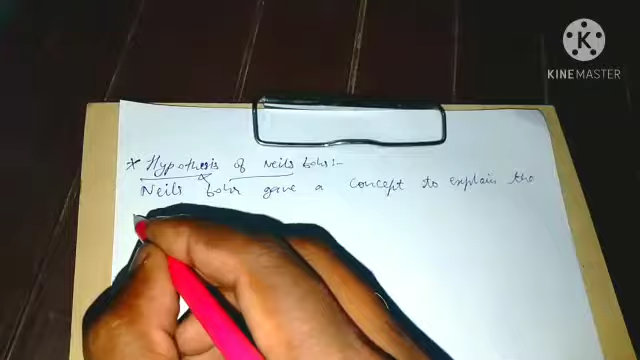 KINEMASTER
* Hypothesis of Neils bohr:-
Neils bohr gave a concept to explain the